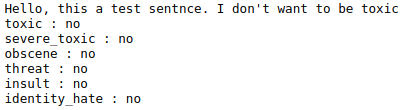 Hello, this a test sentnce. I don't want to be toxic
toxic : no
severe_toxic : no
obscene : no
threat : no
insult : no
identity_hate : no